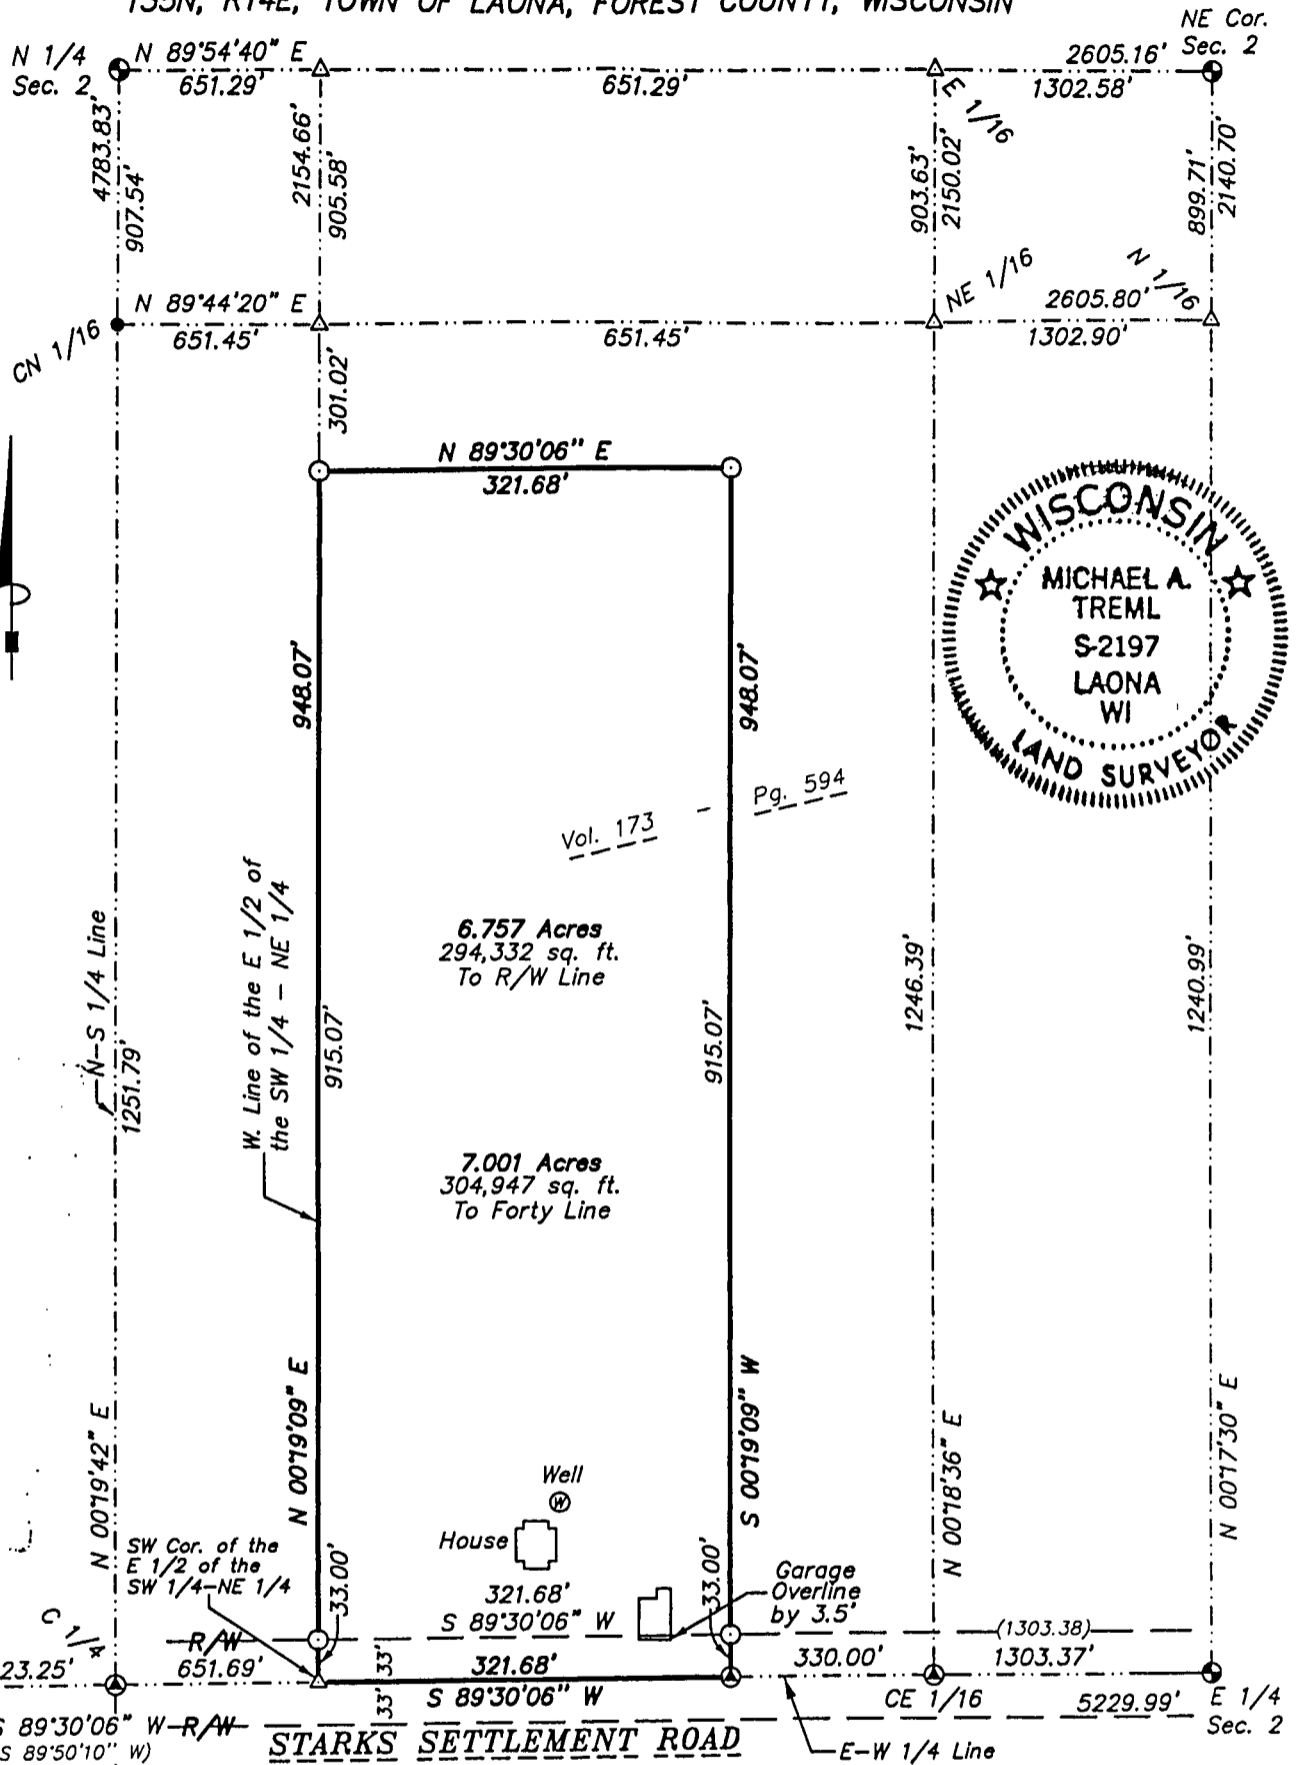 T35N, R14E, TOWN OF LAONA, FOREST COUNTY, WISCONSIN
NE Cor.
Sec. 2
N 1/4
Sec. 2
N 89°54'40" E
651.29'
651.29'
2605.16'
1302.58'
E 1/16
4783.83'
907.54'
2154.66'
905.58'
903.63'
2150.02'
899.71'
2140.70'
CN 1/16
N 89°44'20" E
651.45'
651.45'
NE 1/16
2605.80'
1302.90'
N 1/16
301.02'
N 89°30'06" E
321.68'
WISCONSIN
MICHAEL A.
TREML
S-2197
LAONA
WI
LAND SURVEYOR
948.07'
948.07'
Vol. 173 - Pg. 594
W. Line of the E 1/2 of
the SW 1/4 - NE 1/4
6.757 Acres
294,332 sq. ft.
To R/W Line
N-S 1/4 Line
1251.79'
915.07'
915.07'
1246.39'
1240.99'
7.001 Acres
304,947 sq. ft.
To Forty Line
N 00°19'42" E
N 00°19'09" E
S 00°19'09" W
N 00°18'36" E
N 00°17'30" E
Well
W
House
SW Cor. of the
E 1/2 of the
SW 1/4-NE 1/4
33.00'
321.68'
S 89°30'06" W
33.00'
Garage
Overline
by 3.5'
C 1/4
R/W
(1303.38)
23.25'
651.69'
33'
321.68'
330.00'
1303.37'
S 89°30'06" W
33'
CE 1/16
5229.99'
E 1/4
Sec. 2
S 89°30'06" W
R/W
S 89°50'10" W)
STARKS SETTLEMENT ROAD
E-W 1/4 Line